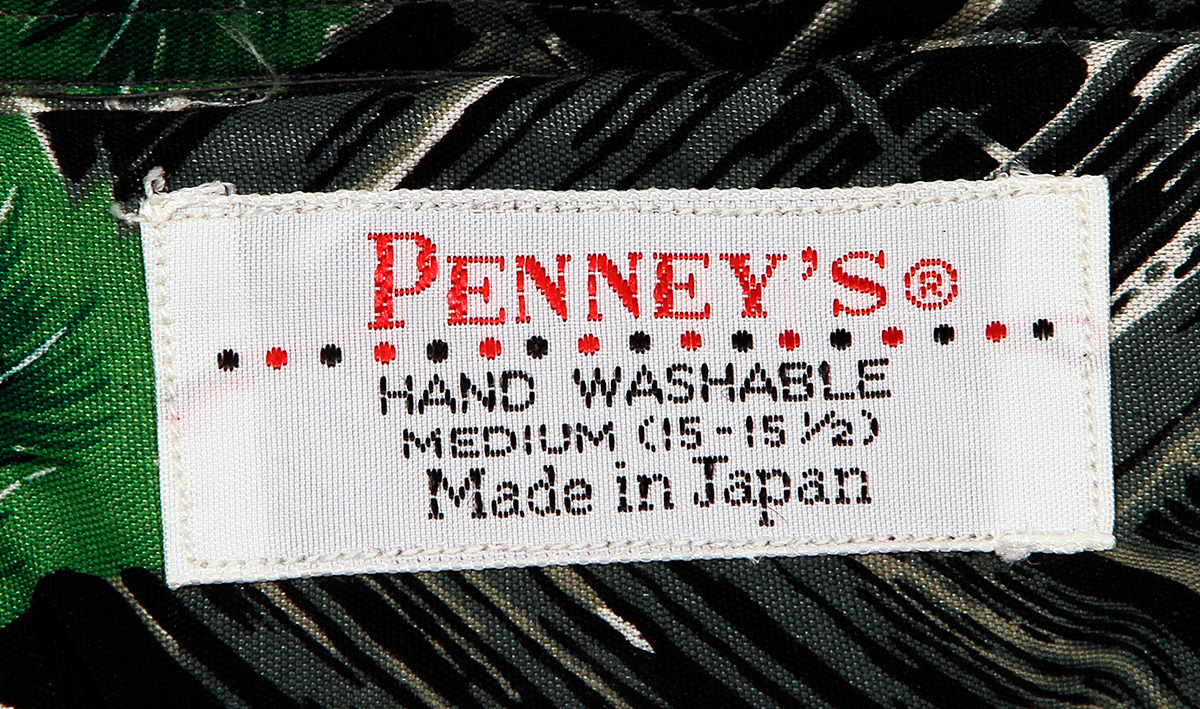 PENNEY'S®
HAND WASHABLE
MEDIUM (15-15 1/2)
Made in Japan